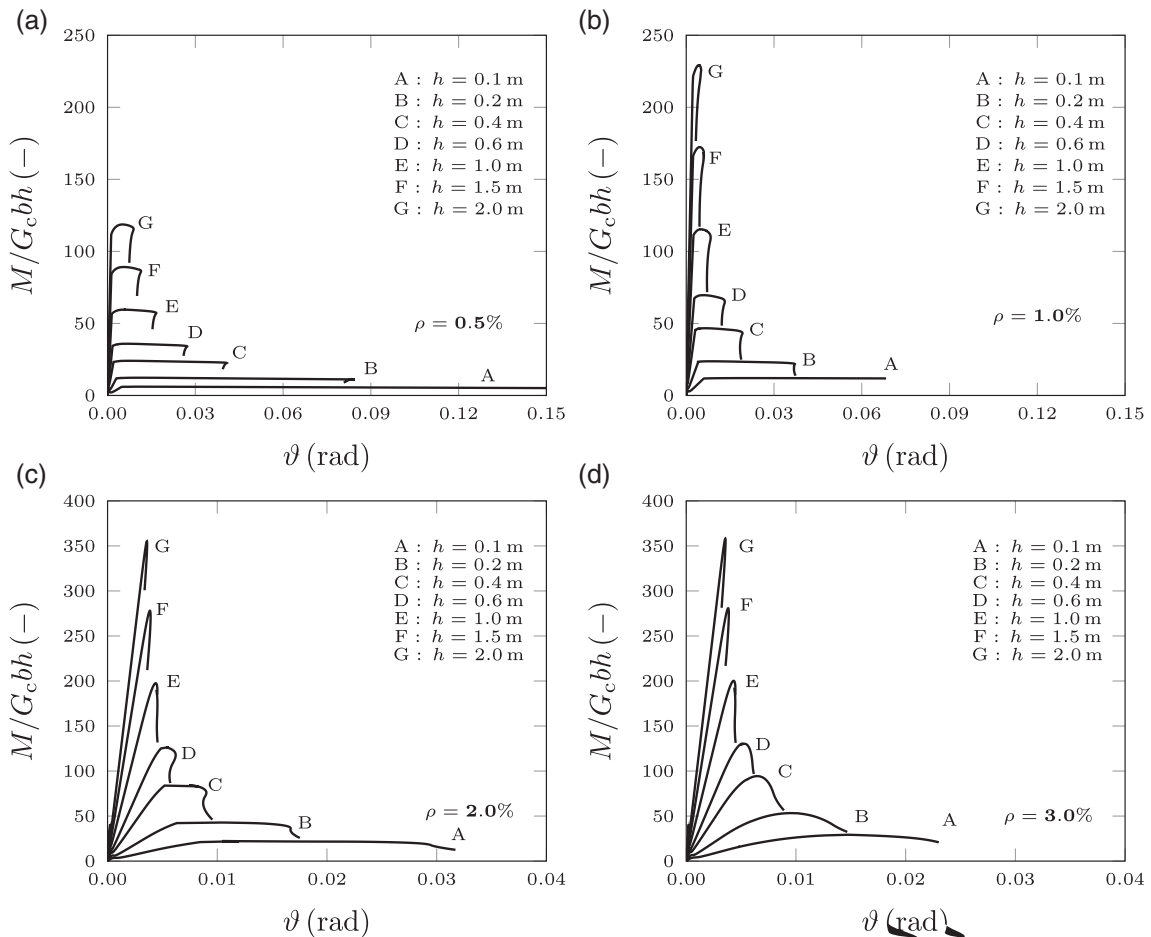 (a)
250
200
150
100
50
0
M/G_c bh (−)
0.00 0.03 0.06 0.09 0.12 0.15
ϑ (rad)
A : h = 0.1 m
B : h = 0.2 m
C : h = 0.4 m
D : h = 0.6 m
E : h = 1.0 m
F : h = 1.5 m
G : h = 2.0 m
G
F
E
D
C
B
A
ρ = 0.5%
(b)
250
200
150
100
50
0
M/G_c bh (−)
0.00 0.03 0.06 0.09 0.12 0.15
ϑ (rad)
A : h = 0.1 m
B : h = 0.2 m
C : h = 0.4 m
D : h = 0.6 m
E : h = 1.0 m
F : h = 1.5 m
G : h = 2.0 m
G
F
E
D
C
B
A
ρ = 1.0%
(c)
400
350
300
250
200
150
100
50
0
M/G_c bh (−)
0.00 0.01 0.02 0.03 0.04
ϑ (rad)
A : h = 0.1 m
B : h = 0.2 m
C : h = 0.4 m
D : h = 0.6 m
E : h = 1.0 m
F : h = 1.5 m
G : h = 2.0 m
G
F
E
D
C
B
A
ρ = 2.0%
(d)
400
350
300
250
200
150
100
50
0
M/G_c bh (−)
0.00 0.01 0.02 0.03 0.04
ϑ (rad)
A : h = 0.1 m
B : h = 0.2 m
C : h = 0.4 m
D : h = 0.6 m
E : h = 1.0 m
F : h = 1.5 m
G : h = 2.0 m
G
F
E
D
C
B
A
ρ = 3.0%